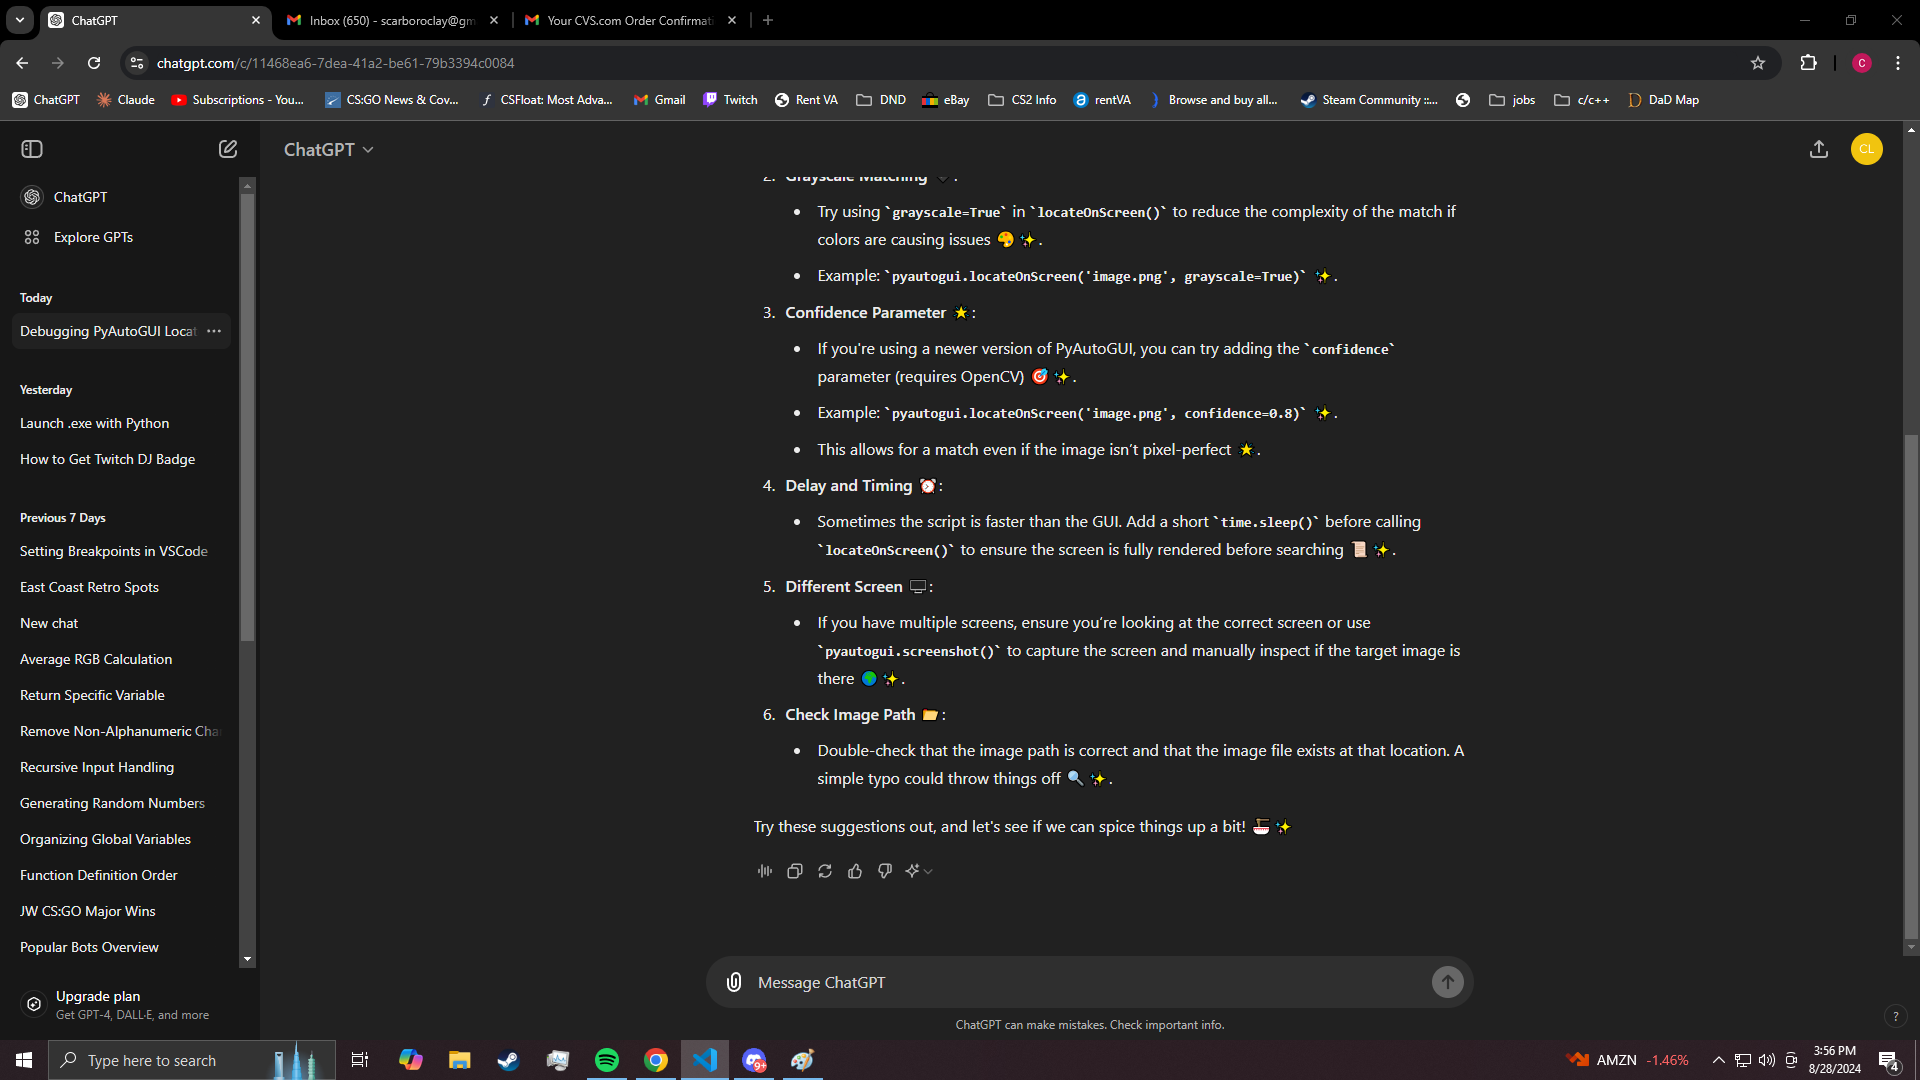 ChatGPT
Inbox (650) - scarboroclay@gm
Your CVS.com Order Confirmati
chatgpt.com/c/11468ea6-7dea-41a2-be61-79b3394c0084
C
ChatGPT
Claude
Subscriptions - You...
CS:GO News & Cov...
CSFloat: Most Adva...
Gmail
Twitch
Rent VA
DND
eBay
CS2 Info
rentVA
Browse and buy all...
Steam Community ::...
jobs
c/c++
DaD Map
ChatGPT
CL
ChatGPT
Explore GPTs
Today
Debugging PyAutoGUI Locat
Yesterday
Launch .exe with Python
How to Get Twitch DJ Badge
Previous 7 Days
Setting Breakpoints in VSCode
East Coast Retro Spots
New chat
Average RGB Calculation
Return Specific Variable
Remove Non-Alphanumeric Cha
Recursive Input Handling
Generating Random Numbers
Organizing Global Variables
Function Definition Order
JW CS:GO Major Wins
Popular Bots Overview
Upgrade plan
Get GPT-4, DALL·E, and more
2. Grayscale Matching :
• Try using `grayscale=True` in `locateOnScreen()` to reduce the complexity of the match if
colors are causing issues 🎨 ✨.
• Example: `pyautogui.locateOnScreen('image.png', grayscale=True)` ✨.
3. Confidence Parameter 🌟:
• If you're using a newer version of PyAutoGUI, you can try adding the `confidence`
parameter (requires OpenCV) 🎯 ✨.
• Example: `pyautogui.locateOnScreen('image.png', confidence=0.8)` ✨.
• This allows for a match even if the image isn't pixel-perfect 🌟.
4. Delay and Timing ⏰:
• Sometimes the script is faster than the GUI. Add a short `time.sleep()` before calling
`locateOnScreen()` to ensure the screen is fully rendered before searching 📜 ✨.
5. Different Screen 🖥️:
• If you have multiple screens, ensure you're looking at the correct screen or use
`pyautogui.screenshot()` to capture the screen and manually inspect if the target image is
there 🌍 ✨.
6. Check Image Path 📂:
• Double-check that the image path is correct and that the image file exists at that location. A
simple typo could throw things off 🔍 ✨.
Try these suggestions out, and let's see if we can spice things up a bit! 🍜 ✨
Message ChatGPT
ChatGPT can make mistakes. Check important info.
?
Type here to search
9+
AMZN -1.46%
3:56 PM
8/28/2024
4